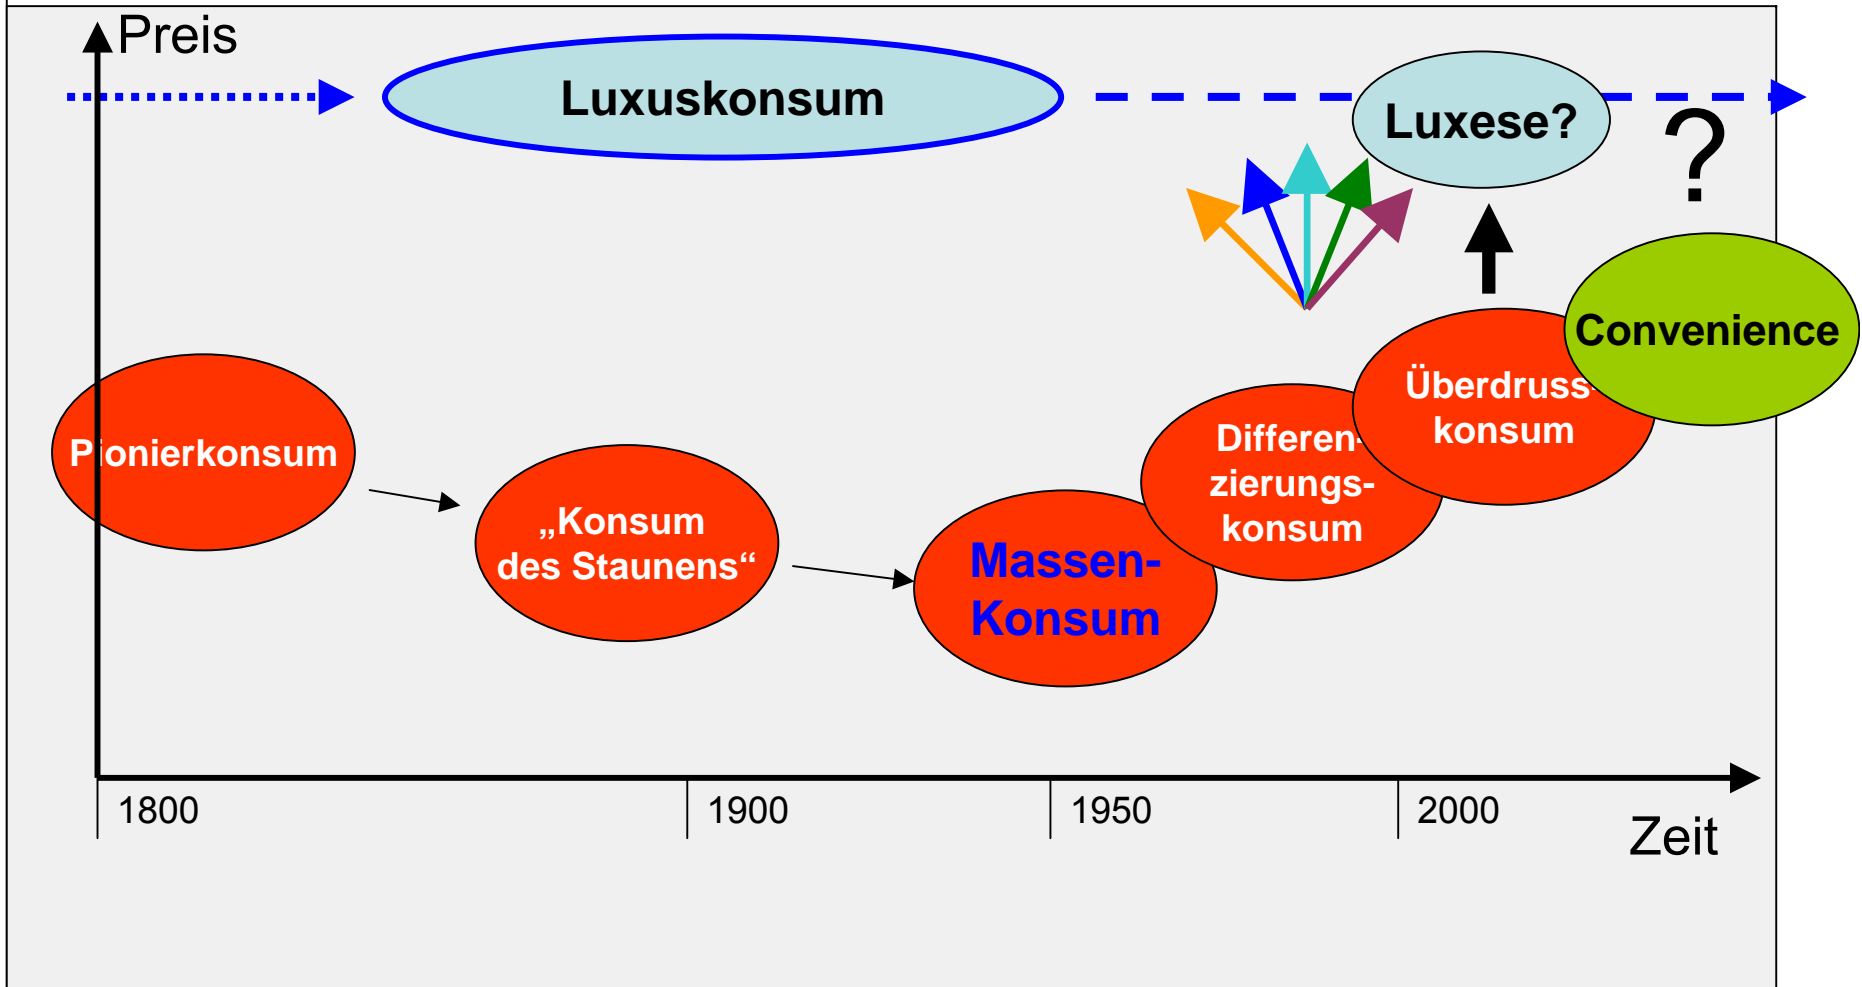 Preis
Luxuskonsum
Luxese?
?
Convenience
Überdruss-
konsum
Differen-
zierungs-
konsum
Pionierkonsum
„Konsum
des Staunens“
Massen-
Konsum
1800
1900
1950
2000
Zeit